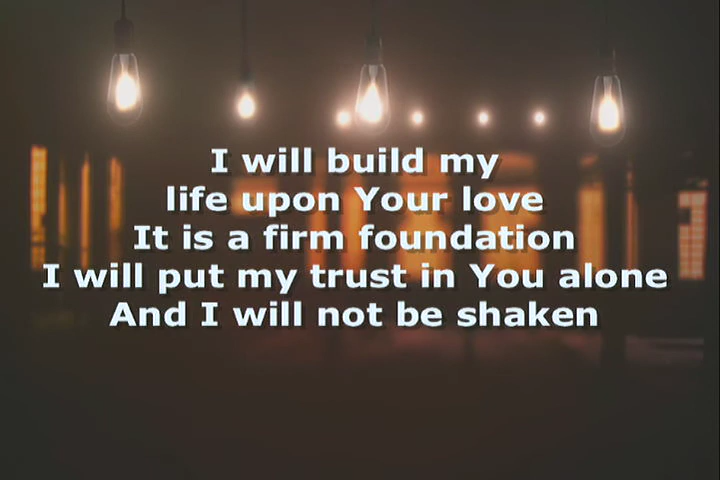 I will build my
life upon Your love
It is a firm foundation
I will put my trust in You alone
And I will not be shaken